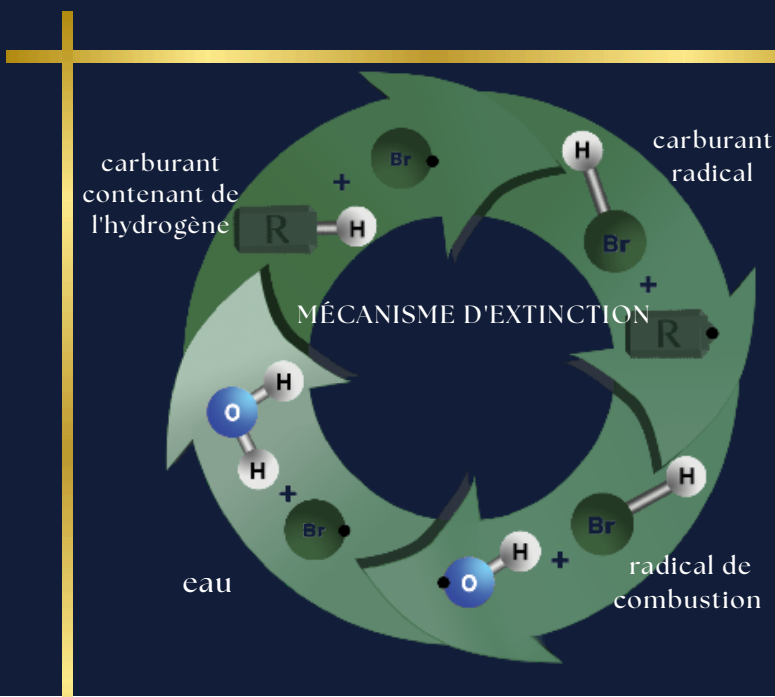 carburant
contenant de
l'hydrogène
Br
+
R
H
H
carburant
radical
Br
+
R
MÉCANISME D'EXTINCTION
H
O
H
+
Br
eau
H
Br
+
H
O
radical de
combustion